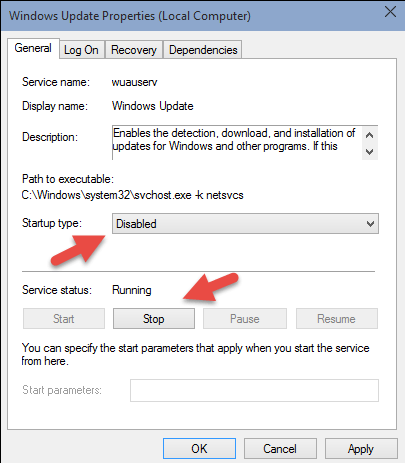 Windows Update Properties (Local Computer)
General Log On Recovery Dependencies
Service name: wuauserv
Display name: Windows Update
Description: Enables the detection, download, and installation of
updates for Windows and other programs. If this
Path to executable:
C:\Windows\system32\svchost.exe -k netsvcs
Startup type: Disabled
Service status: Running
Start Stop Pause Resume
You can specify the start parameters that apply when you start the service
from here.
Start parameters:
OK Cancel Apply